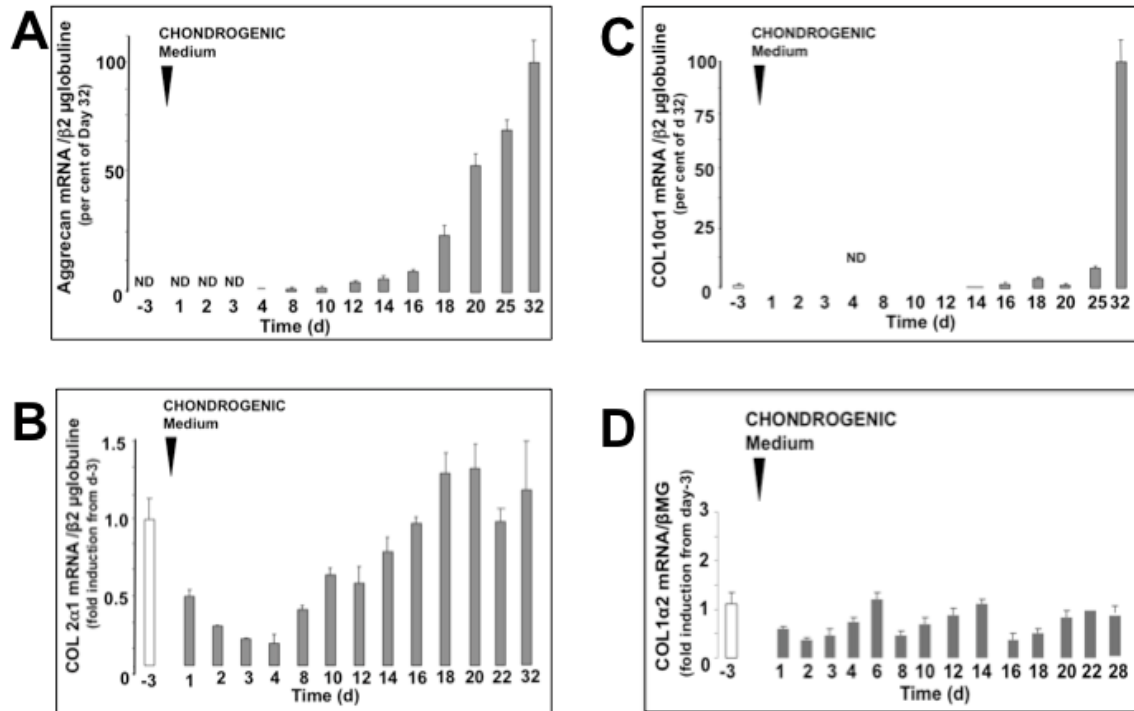 A
CHONDROGENIC
Medium
Aggrecan mRNA /β2 μglobuline
(per cent of Day 32)
100
50
0
ND ND ND ND
-3 1 2 3 4 8 10 12 14 16 18 20 25 32
Time (d)
C
CHONDROGENIC
Medium
COL10α1 mRNA /β2 μglobuline
(per cent of d 32)
100
75
50
25
0
ND
-3 1 2 3 4 8 10 12 14 16 18 20 25 32
Time (d)
B
CHONDROGENIC
Medium
COL 2α1 mRNA /β2 μglobuline
(fold induction from d-3)
1.5
1.0
0.5
0
-3 1 2 3 4 8 10 12 14 16 18 20 22 32
Time (d)
D
CHONDROGENIC
Medium
COL1α2 mRNA/βMG
(fold induction from day-3)
3
2
1
0
-3 1 2 3 4 6 8 10 12 14 16 18 20 22 28
Time (d)